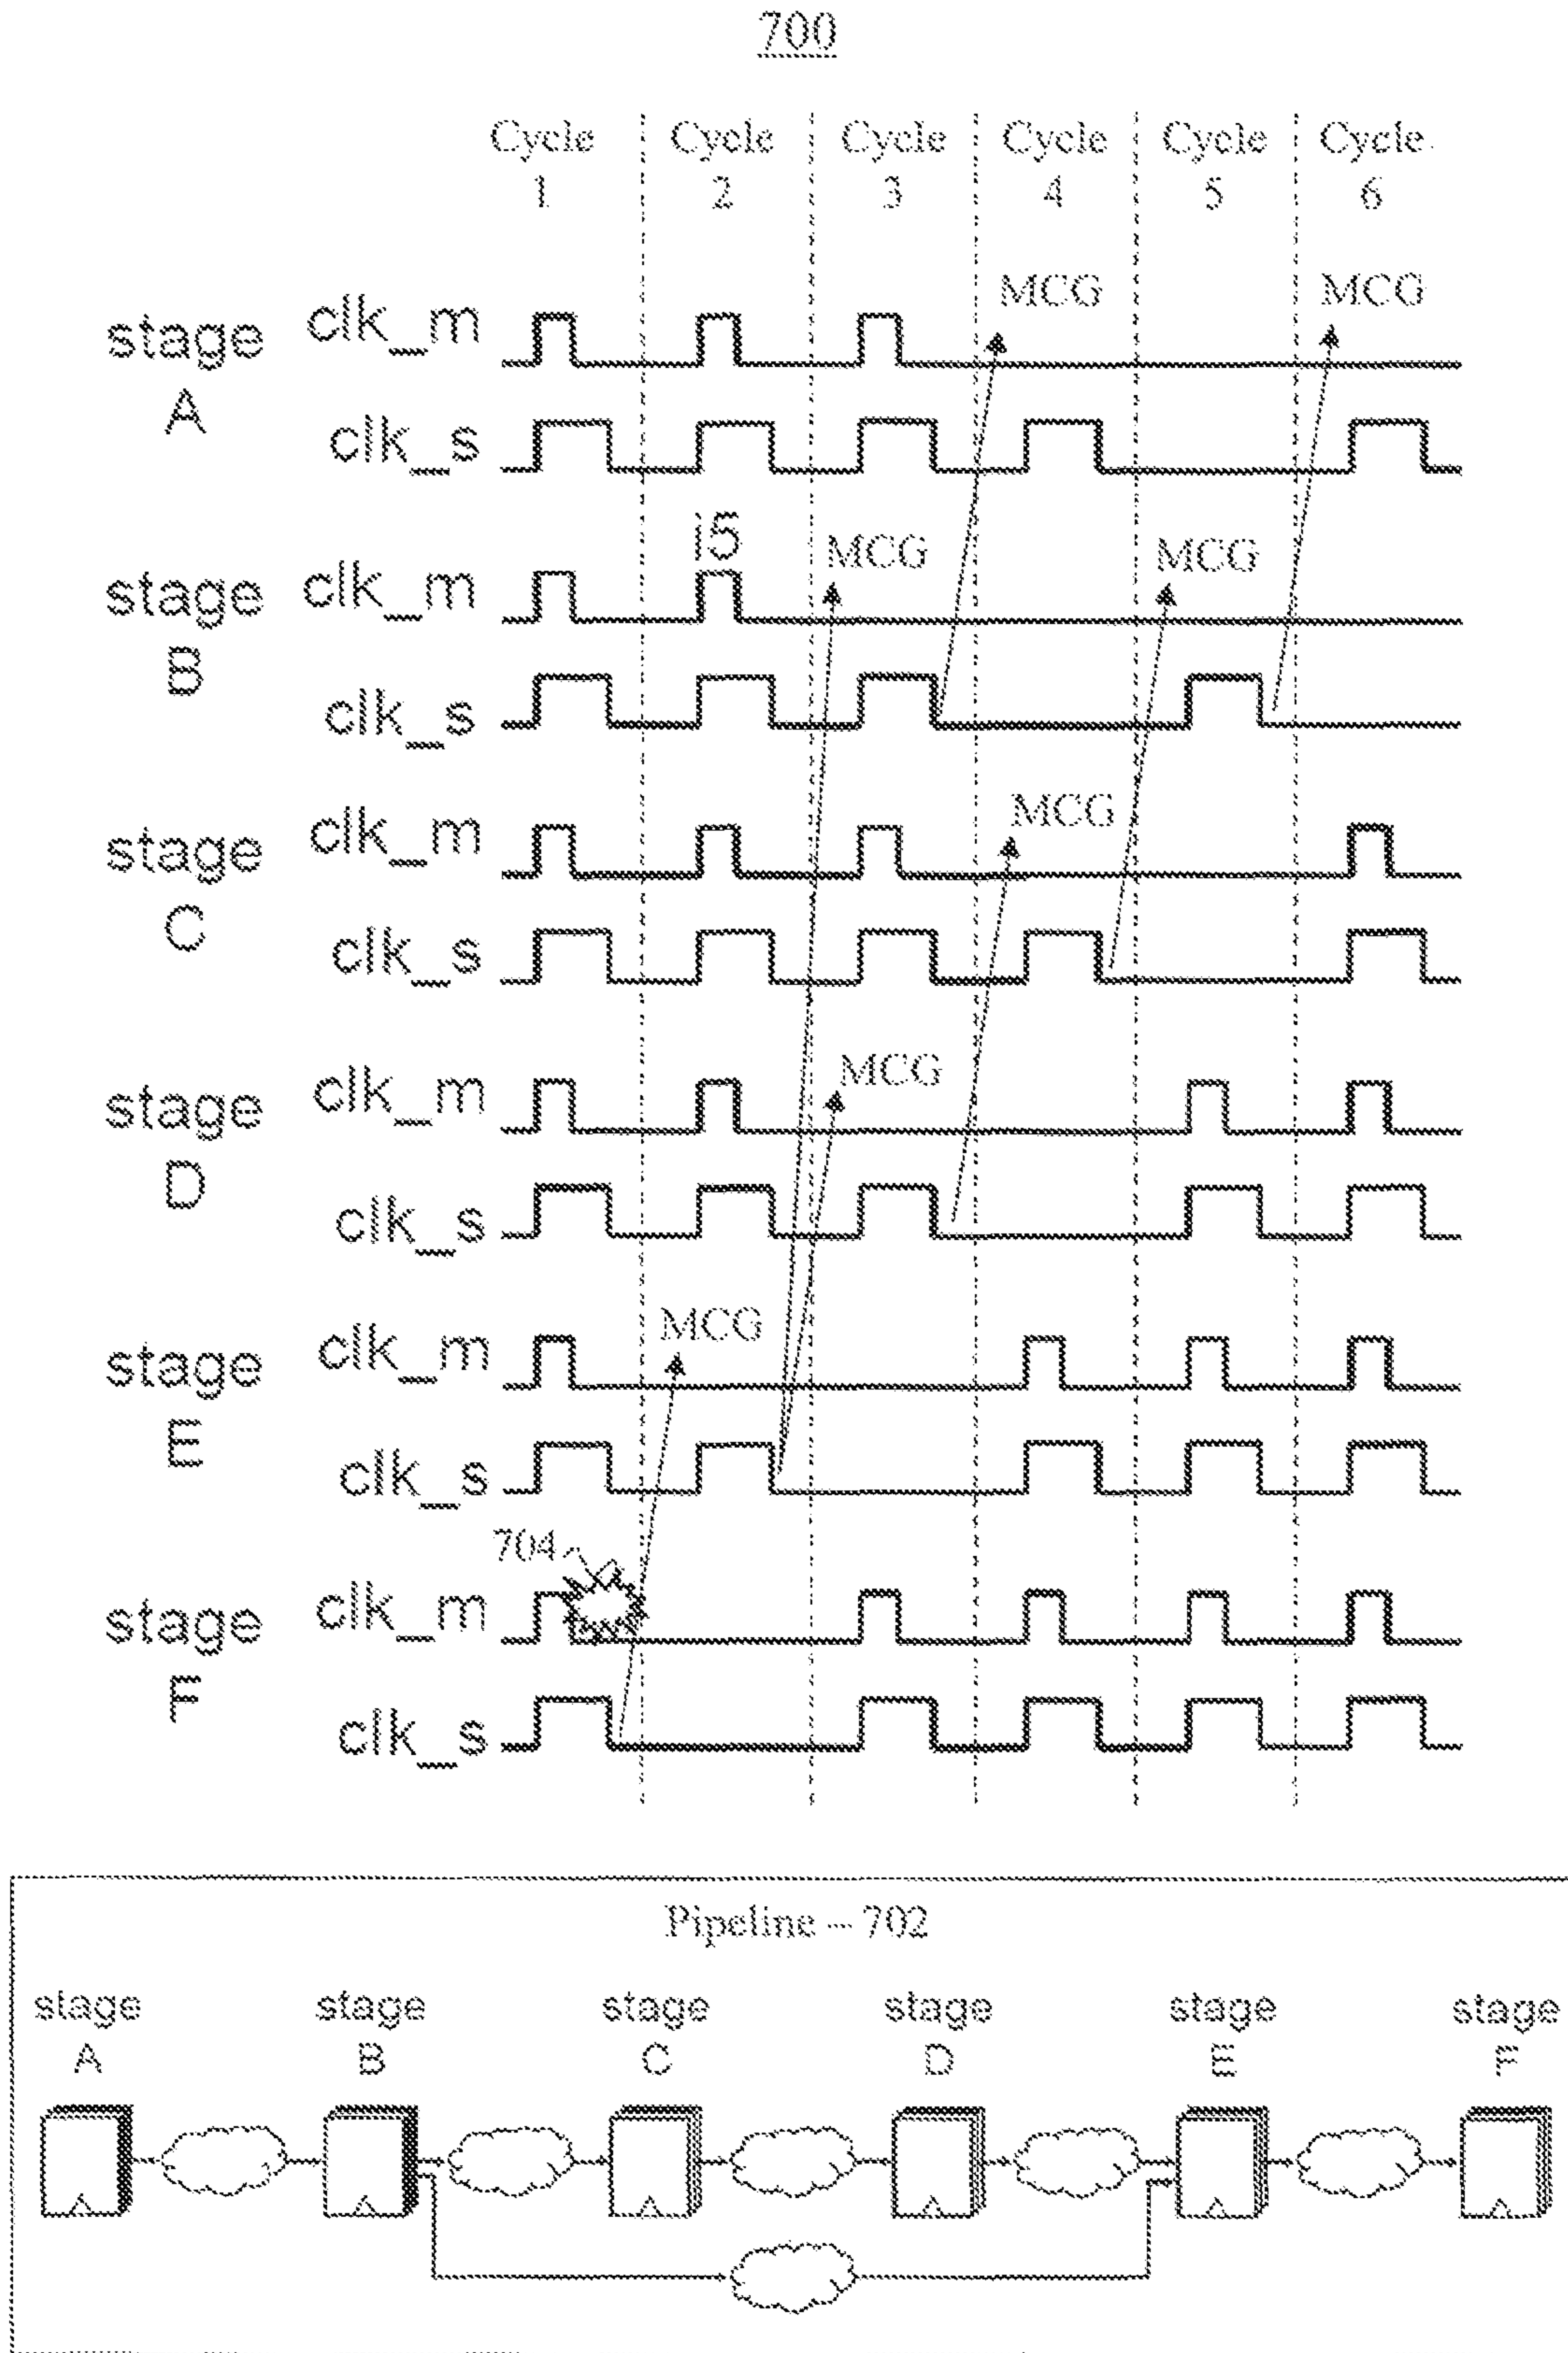 700
Cycle 1
Cycle 2
Cycle 3
Cycle 4
Cycle 5
Cycle 6
MCG
MCG
stage A
clk_m
clk_s
i5
MCG
MCG
stage B
clk_m
clk_s
MCG
stage C
clk_m
clk_s
MCG
stage D
clk_m
clk_s
MCG
stage E
clk_m
clk_s
704
stage F
clk_m
clk_s
Pipeline -- 702
stage A
stage B
stage C
stage D
stage E
stage F